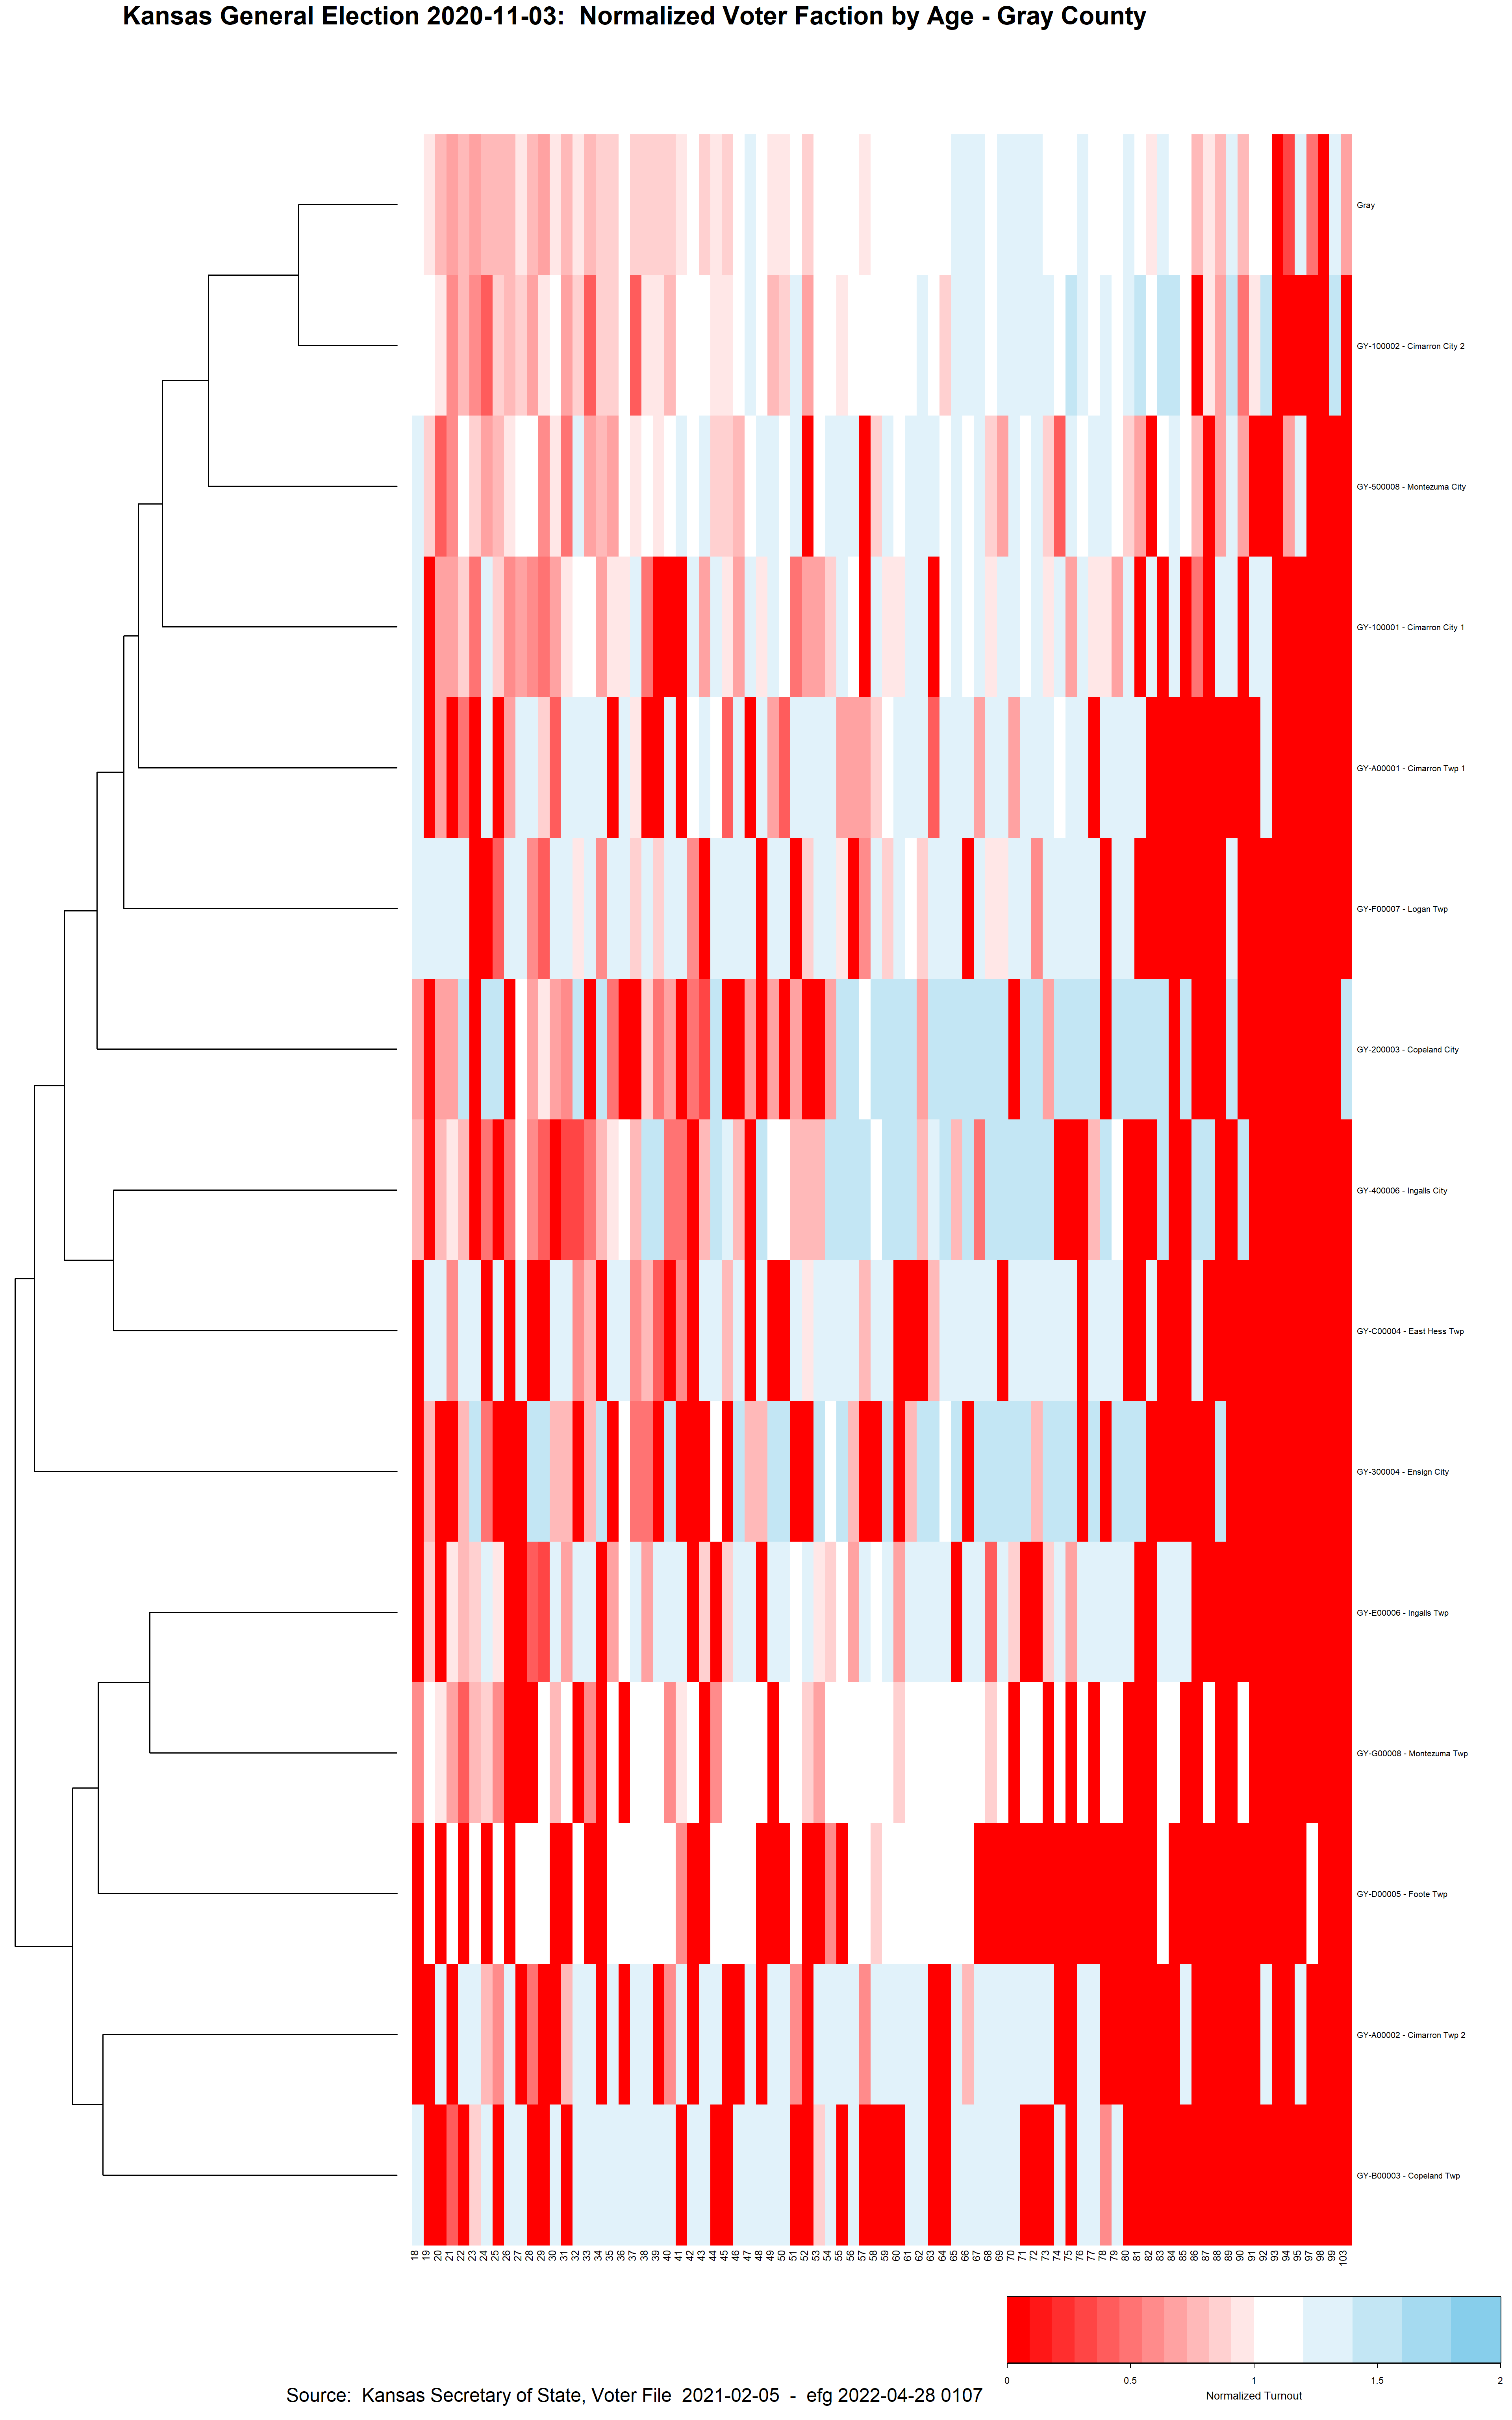 Kansas General Election 2020-11-03:  Normalized Voter Faction by Age - Gray County
Gray
GY-100002 - Cimarron City 2
GY-500008 - Montezuma City
GY-100001 - Cimarron City 1
GY-A00001 - Cimarron Twp 1
GY-F00007 - Logan Twp
GY-200003 - Copeland City
GY-400006 - Ingalls City
GY-C00004 - East Hess Twp
GY-300004 - Ensign City
GY-E00006 - Ingalls Twp
GY-G00008 - Montezuma Twp
GY-D00005 - Foote Twp
GY-A00002 - Cimarron Twp 2
GY-B00003 - Copeland Twp
18 19 20 21 22 23 24 25 26 27 28 29 30 31 32 33 34 35 36 37 38 39 40 41 42 43 44 45 46 47 48 49 50 51 52 53 54 55 56 57 58 59 60 61 62 63 64 65 66 67 68 69 70 71 72 73 74 75 76 77 78 79 80 81 82 83 84 85 86 87 88 89 90 91 92 93 94 95 97 98 99 103
0 0.5 1 1.5 2
Normalized Turnout
Source:  Kansas Secretary of State, Voter File  2021-02-05  -  efg 2022-04-28 0107